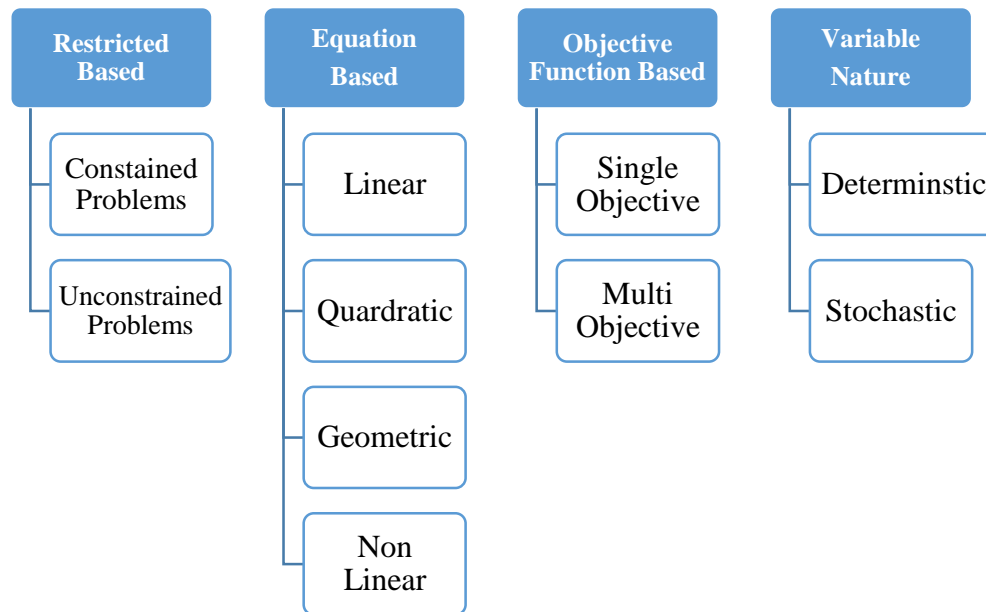 Restricted
Based
Constained
Problems
Unconstrained
Problems
Equation
Based
Linear
Quardratic
Geometric
Non
Linear
Objective
Function Based
Single
Objective
Multi
Objective
Variable
Nature
Determinstic
Stochastic